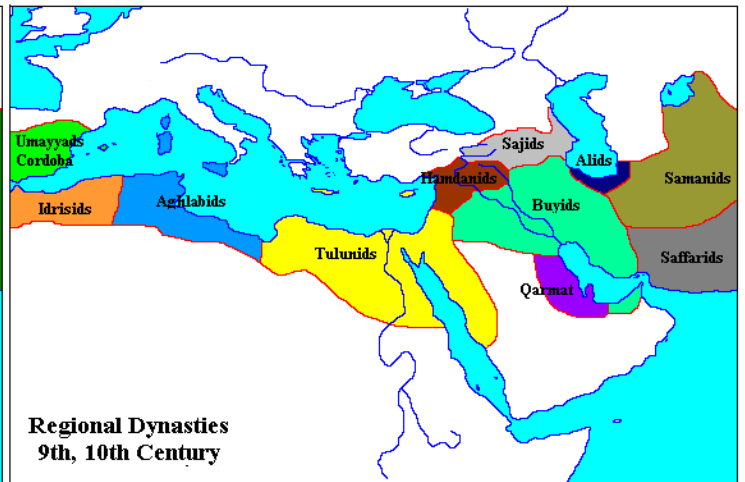 Umayyads
Cordoba
Idrisids
Aghlabids
Tulunids
Hamdanids
Sajids
Alids
Buyids
Samanids
Saffarids
Qarmat
Regional Dynasties
9th, 10th Century